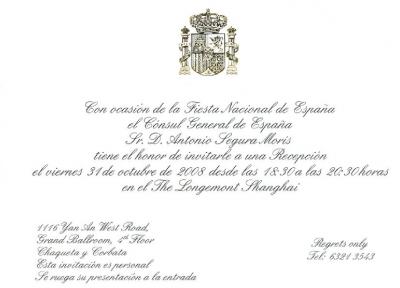 Con ocasión de la Fiesta Nacional de España
el Cónsul General de España
Sr. D. Antonio Segura Moris
tiene el honor de invitarle a una Recepción
el viernes 31 de octubre de 2008 desde las 18:30 a las 20:30 horas
en el The Longemont Shanghai
1116 Yan An West Road,
Grand Ballroom, 4th Floor
Chaqueta y Corbata
Esta invitación es personal
Se ruega su presentación a la entrada
Regrets only
Tel: 6321 3543